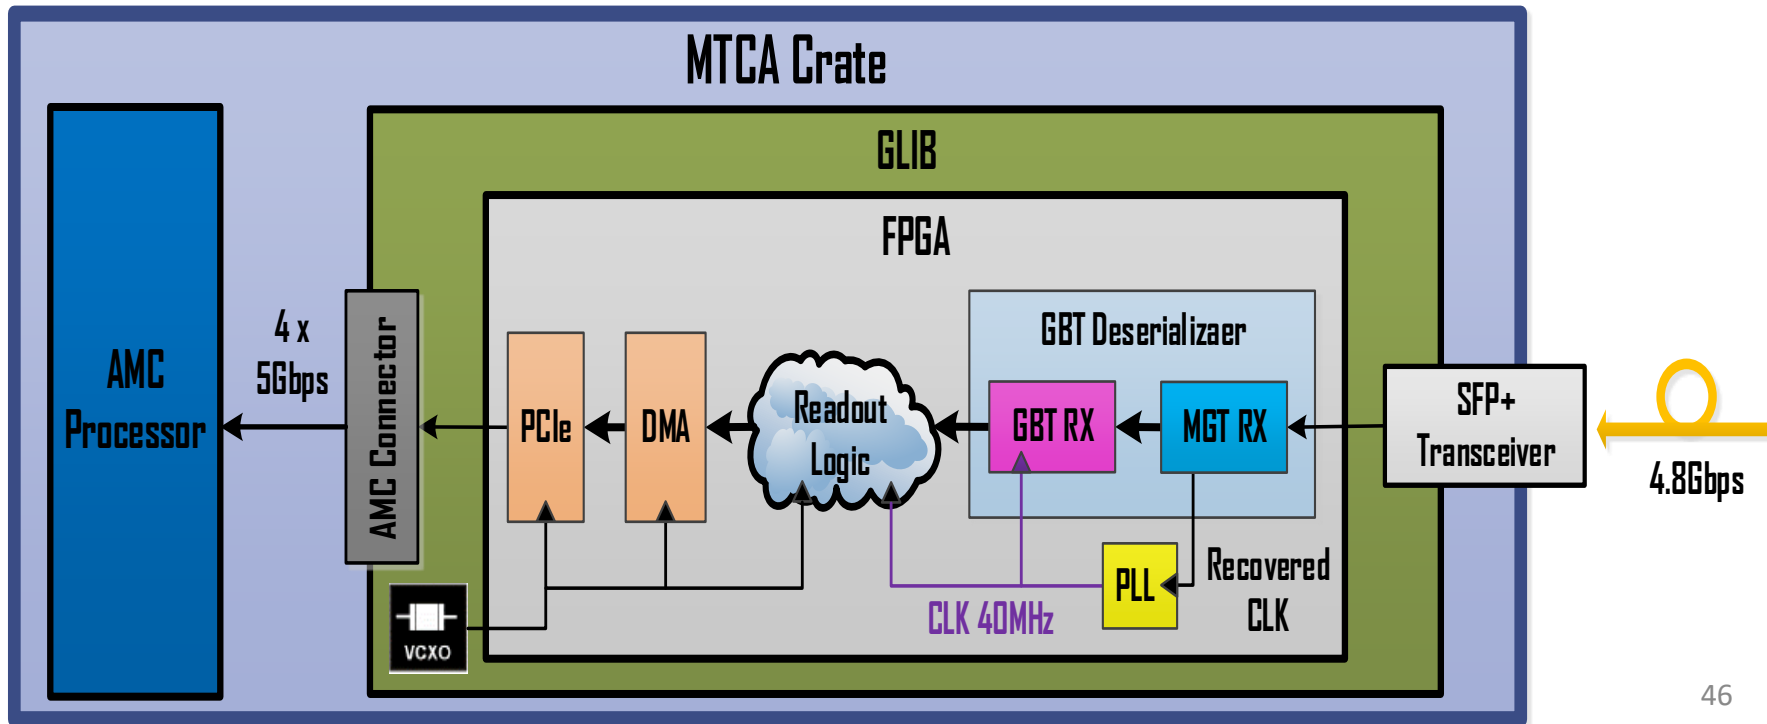 MTCA Crate
GLIB
FPGA
AMC
Processor
4 x
5Gbps
AMC Connector
PCIe
DMA
Readout
Logic
GBT Deserializaer
GBT RX
MGT RX
SFP+
Transceiver
4.8Gbps
PLL
Recovered
CLK
CLK 40MHz
VCXO
46